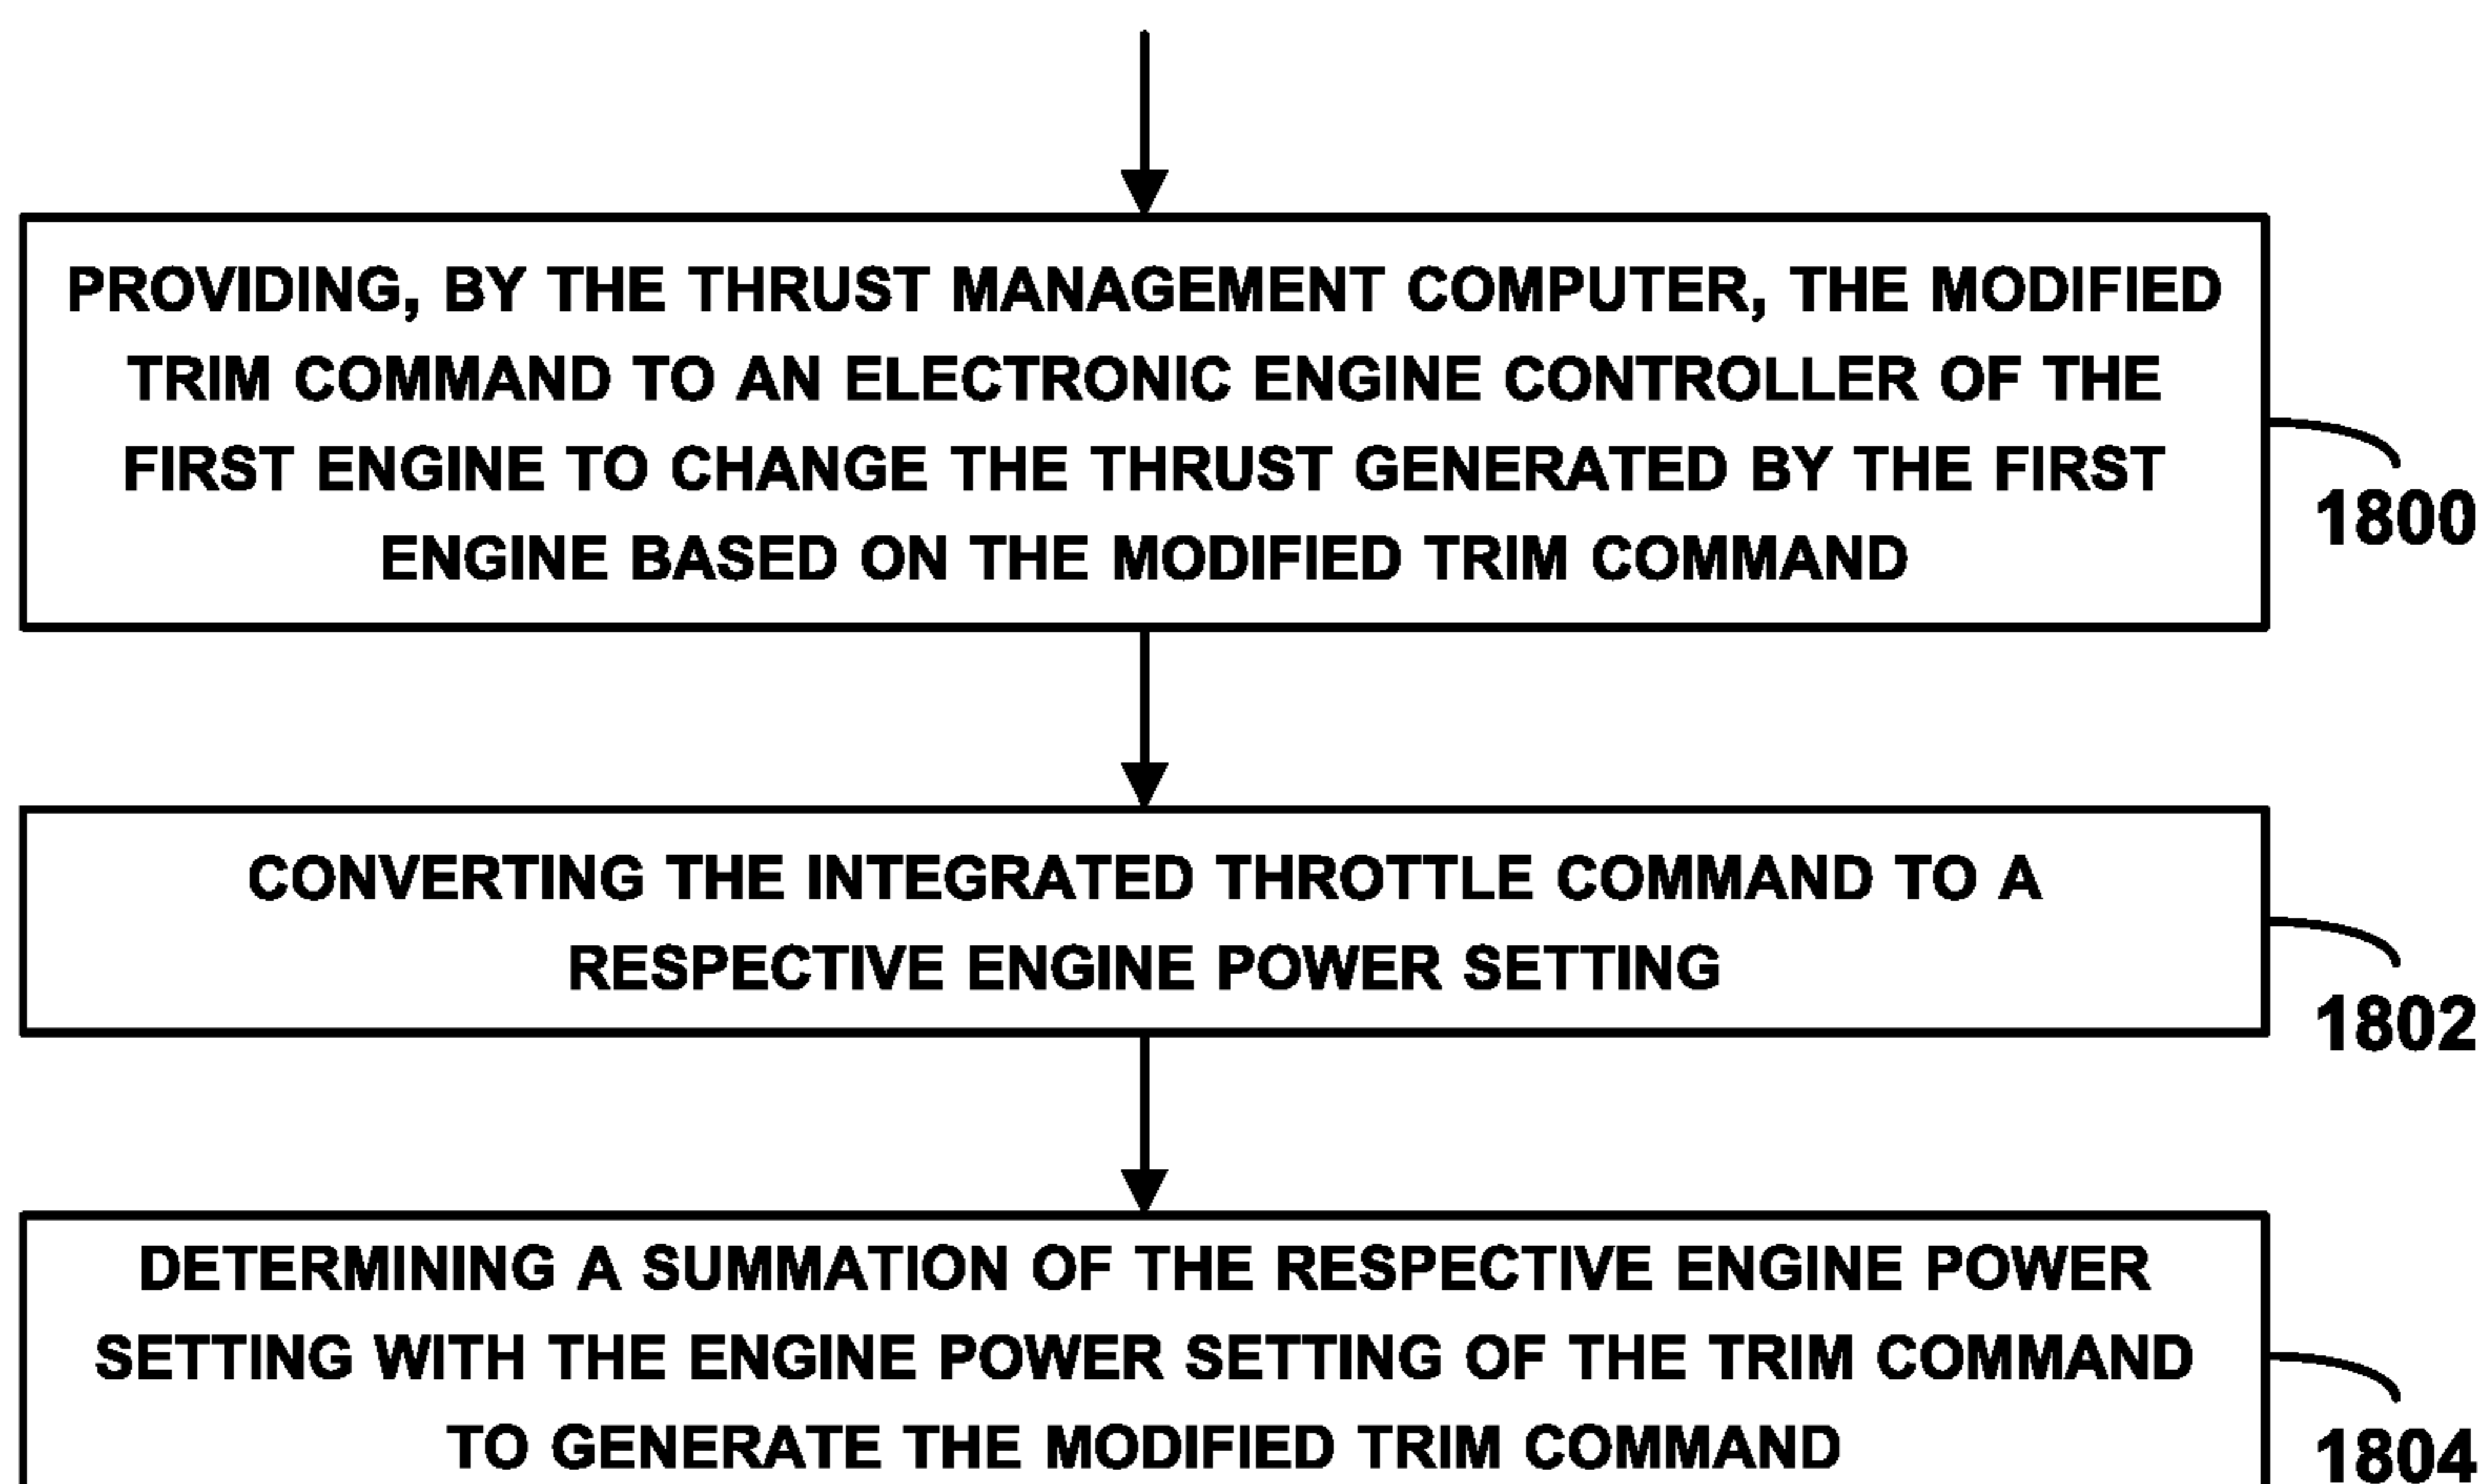 PROVIDING, BY THE THRUST MANAGEMENT COMPUTER, THE MODIFIED
TRIM COMMAND TO AN ELECTRONIC ENGINE CONTROLLER OF THE
FIRST ENGINE TO CHANGE THE THRUST GENERATED BY THE FIRST
ENGINE BASED ON THE MODIFIED TRIM COMMAND
1800
CONVERTING THE INTEGRATED THROTTLE COMMAND TO A
RESPECTIVE ENGINE POWER SETTING
1802
DETERMINING A SUMMATION OF THE RESPECTIVE ENGINE POWER
SETTING WITH THE ENGINE POWER SETTING OF THE TRIM COMMAND
TO GENERATE THE MODIFIED TRIM COMMAND
1804